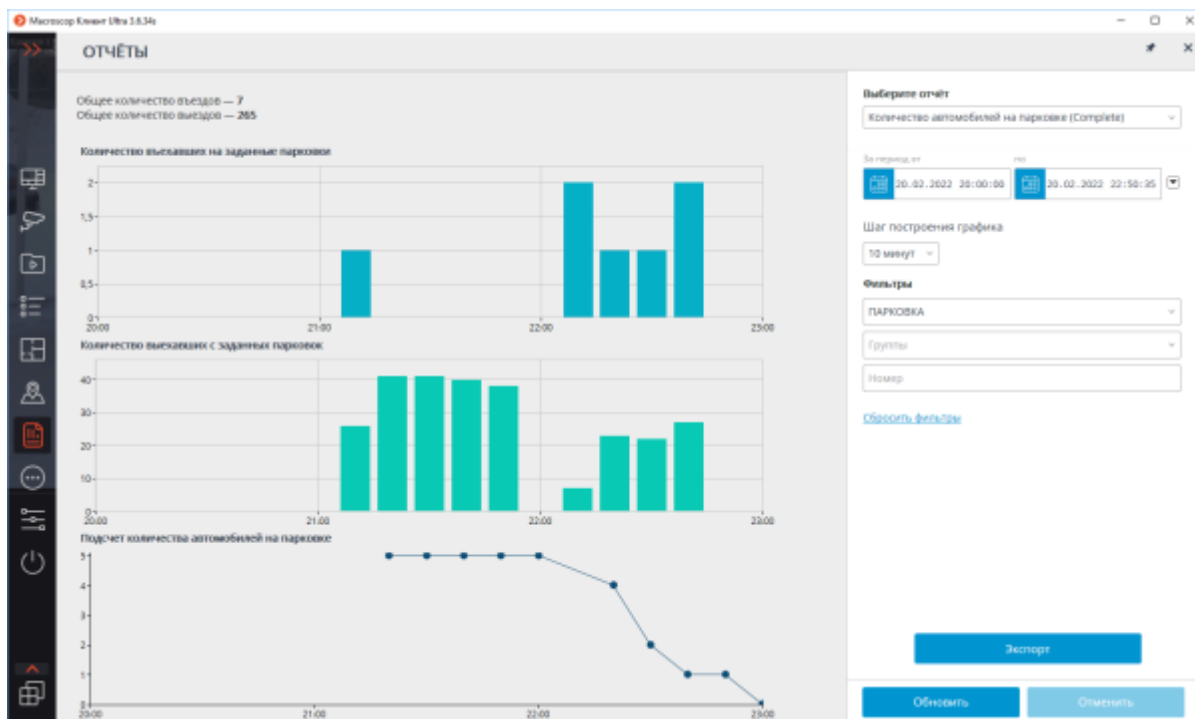 Macroscop Клиент Ultra 3.6.34s
ОТЧЁТЫ
Общее количество въездов — 7
Общее количество выездов — 265
Количество въехавших на заданные парковки
2
1,5
1
0,5
0
20:00 21:00 22:00 23:00
Количество выехавших с заданных парковок
40
30
20
10
0
20:00 21:00 22:00 23:00
Подсчет количества автомобилей на парковке
5
4
3
2
1
0
20:00 21:00 22:00 23:00
Выберите отчёт
Количество автомобилей на парковке (Complete)
За период от по
20.02.2022 20:00:00 20.02.2022 22:50:35
Шаг построения графика
10 минут
Фильтры
ПАРКОВКА
Группы
Номер
Сбросить фильтры
Экспорт
Обновить Отменить